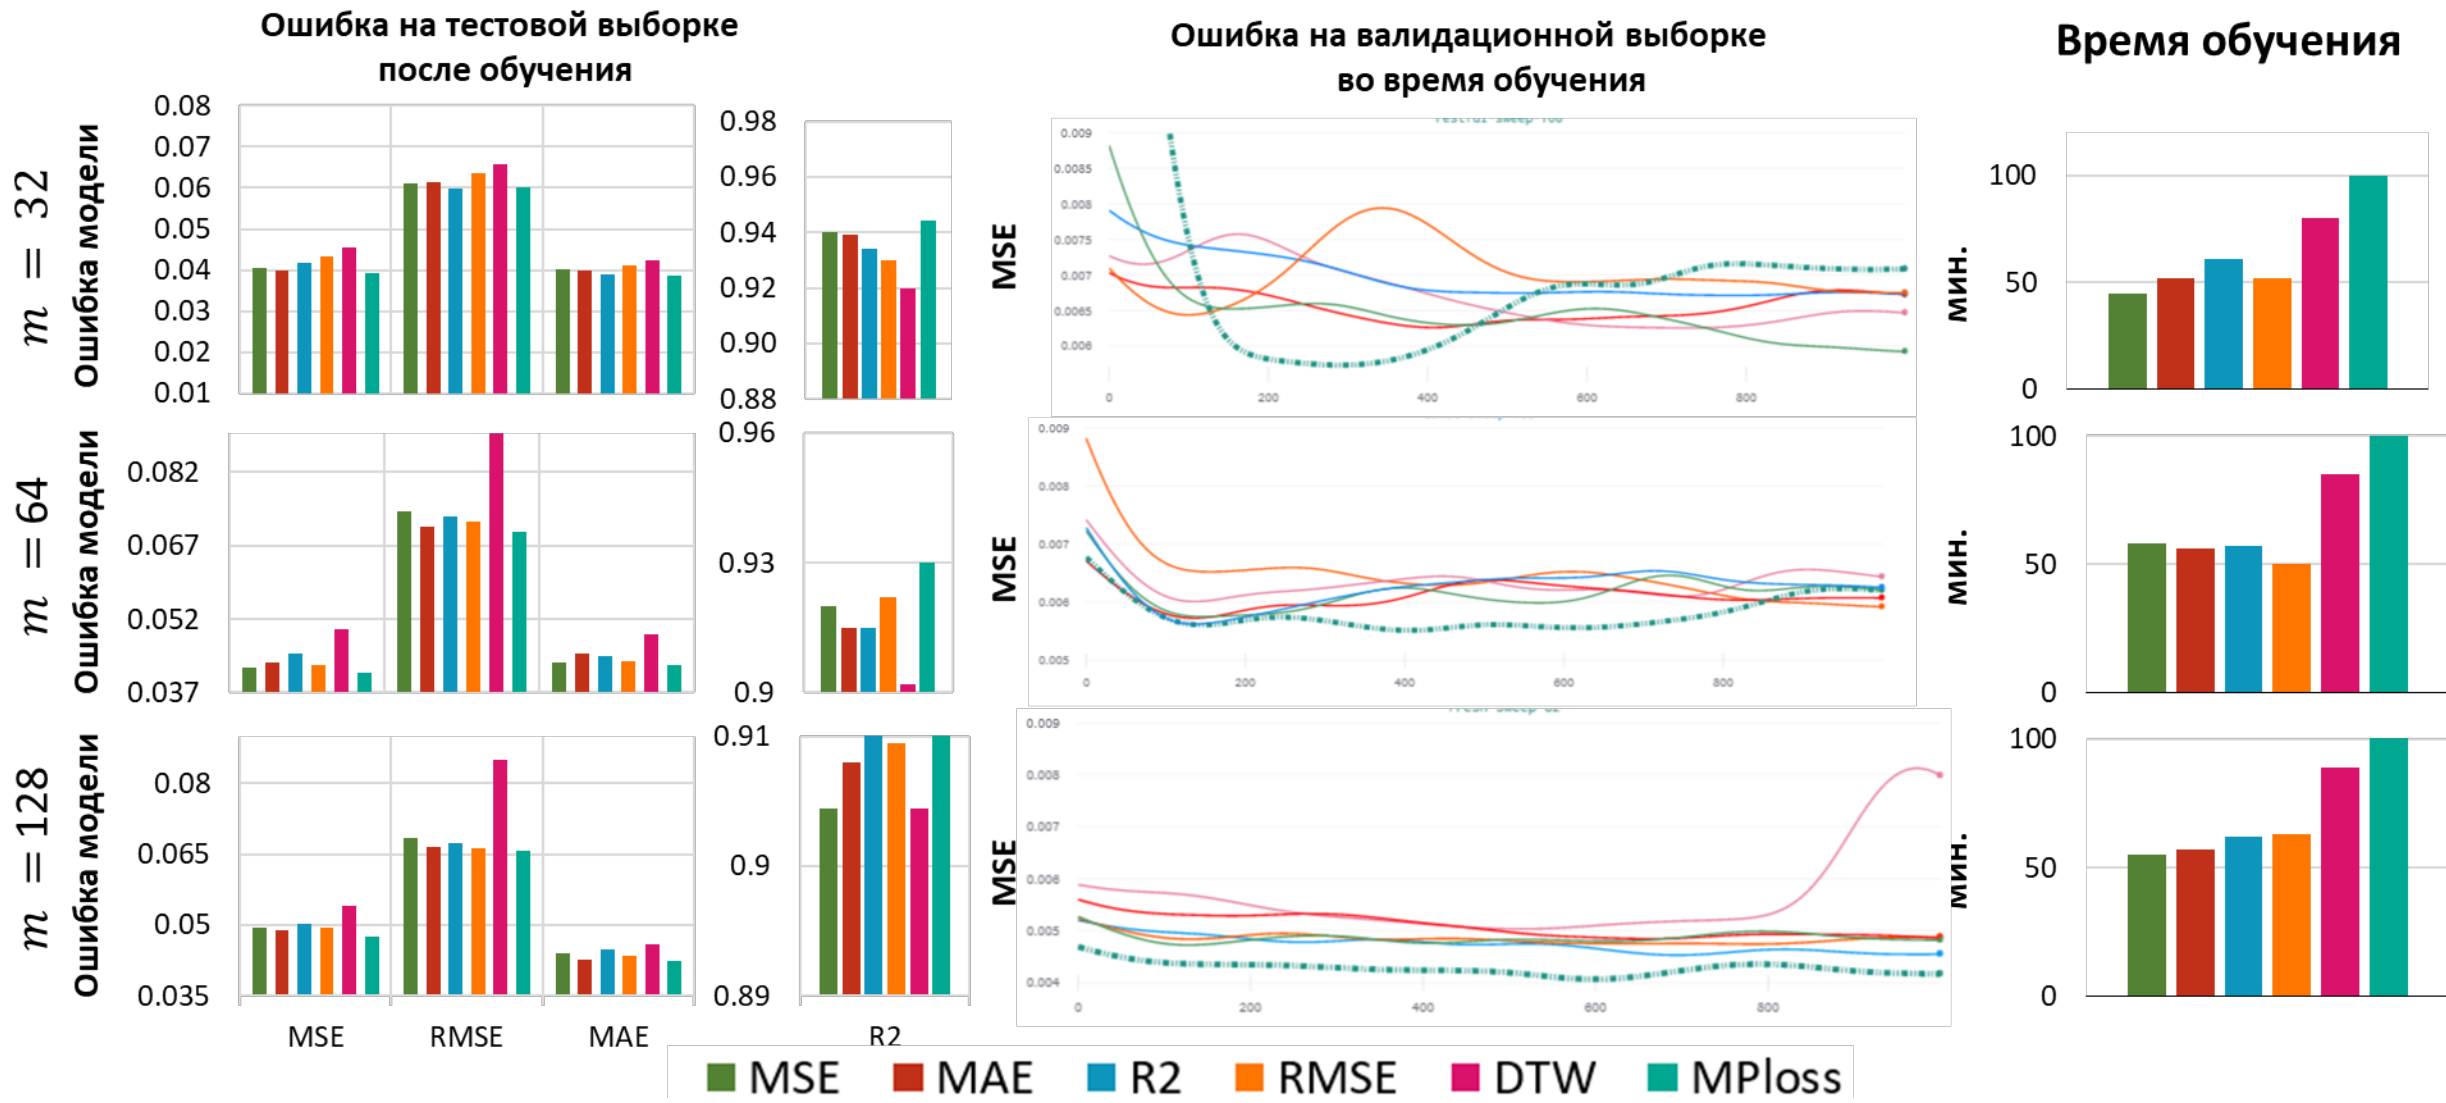 Ошибка на тестовой выборке
после обучения
Ошибка на валидационной выборке
во время обучения
Время обучения
m = 32
Ошибка модели
0.08
0.07
0.06
0.05
0.04
0.03
0.02
0.01
0.98
0.96
0.94
0.92
0.90
0.88
MSE
0.009
0.0085
0.008
0.0075
0.007
0.0065
0.006
0 200 400 600 800
мин.
100
50
0
m = 64
Ошибка модели
0.082
0.067
0.052
0.037
0.96
0.93
0.9
MSE
0.009
0.008
0.007
0.006
0.005
0 200 400 600 800
мин.
100
50
0
m = 128
Ошибка модели
0.08
0.065
0.05
0.035
MSE RMSE MAE
0.91
0.9
0.89
R2
MSE
0.009
0.008
0.007
0.006
0.005
0.004
0 200 400 600 800
мин.
100
50
0
MSE MAE R2 RMSE DTW MPloss